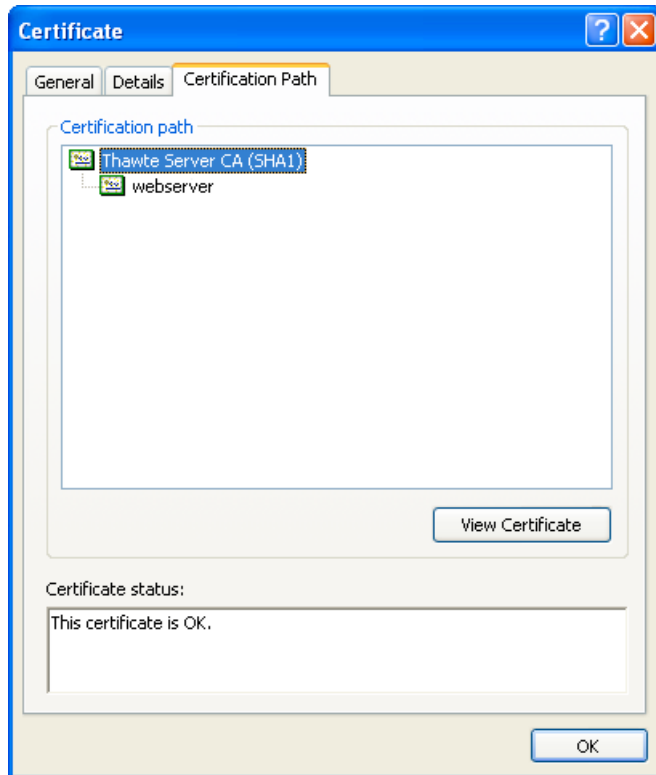 Certificate
General Details Certification Path
Certification path
Thawte Server CA (SHA1)
webserver
View Certificate
Certificate status:
This certificate is OK.
OK